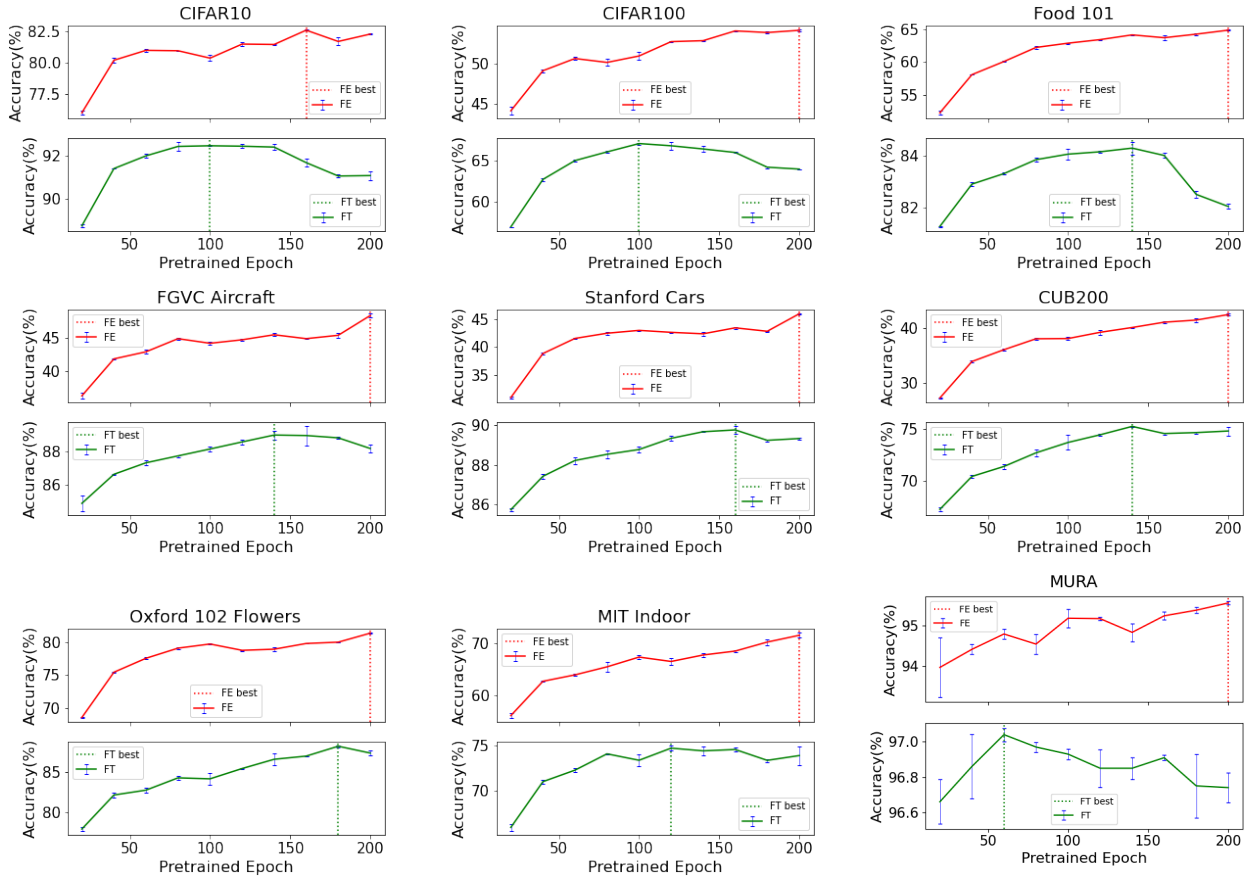 CIFAR10
CIFAR100
Food 101
Accuracy(%)
82.5
80.0
77.5
FE best
FE
Accuracy(%)
50
45
FE best
FE
Accuracy(%)
65
60
55
FE best
FE
Accuracy(%)
92
90
FT best
FT
50
100
150
200
Pretrained Epoch
Accuracy(%)
65
60
FT best
FT
50
100
150
200
Pretrained Epoch
Accuracy(%)
84
82
FT best
FT
50
100
150
200
Pretrained Epoch
FGVC Aircraft
Stanford Cars
CUB200
Accuracy(%)
45
40
FE best
FE
Accuracy(%)
45
40
35
FE best
FE
Accuracy(%)
40
30
FE best
FE
Accuracy(%)
88
86
FT best
FT
50
100
150
200
Pretrained Epoch
Accuracy(%)
90
88
86
FT best
FT
50
100
150
200
Pretrained Epoch
Accuracy(%)
75
70
FT best
FT
50
100
150
200
Pretrained Epoch
Oxford 102 Flowers
MIT Indoor
MURA
Accuracy(%)
80
75
70
FE best
FE
Accuracy(%)
70
60
FE best
FE
Accuracy(%)
95
94
FE best
FE
Accuracy(%)
85
80
FT best
FT
50
100
150
200
Pretrained Epoch
Accuracy(%)
75
70
FT best
FT
50
100
150
200
Pretrained Epoch
Accuracy(%)
97.0
96.8
96.6
FT best
FT
50
100
150
200
Pretrained Epoch